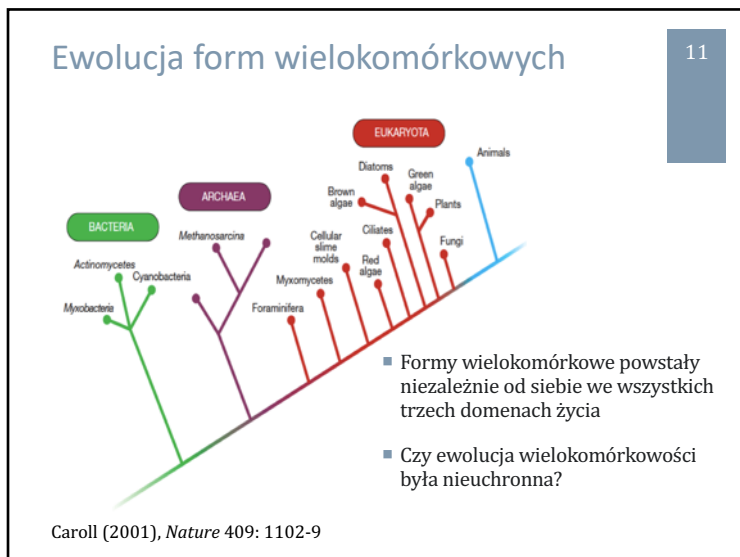 Ewolucja form wielokomórkowych
11
EUKARYOTA
Animals
Diatoms
Green
algae
Brown
algae
Plants
ARCHAEA
BACTERIA
Methanosarcina
Cellular
slime
molds
Ciliates
Fungi
Actinomycetes
Cyanobacteria
Myxomycetes
Red
algae
Myxobacteria
Foraminifera
Formy wielokomórkowe powstały
niezależnie od siebie we wszystkich
trzech domenach życia
Czy ewolucja wielokomórkowości
była nieuchronna?
Caroll (2001), Nature 409: 1102-9